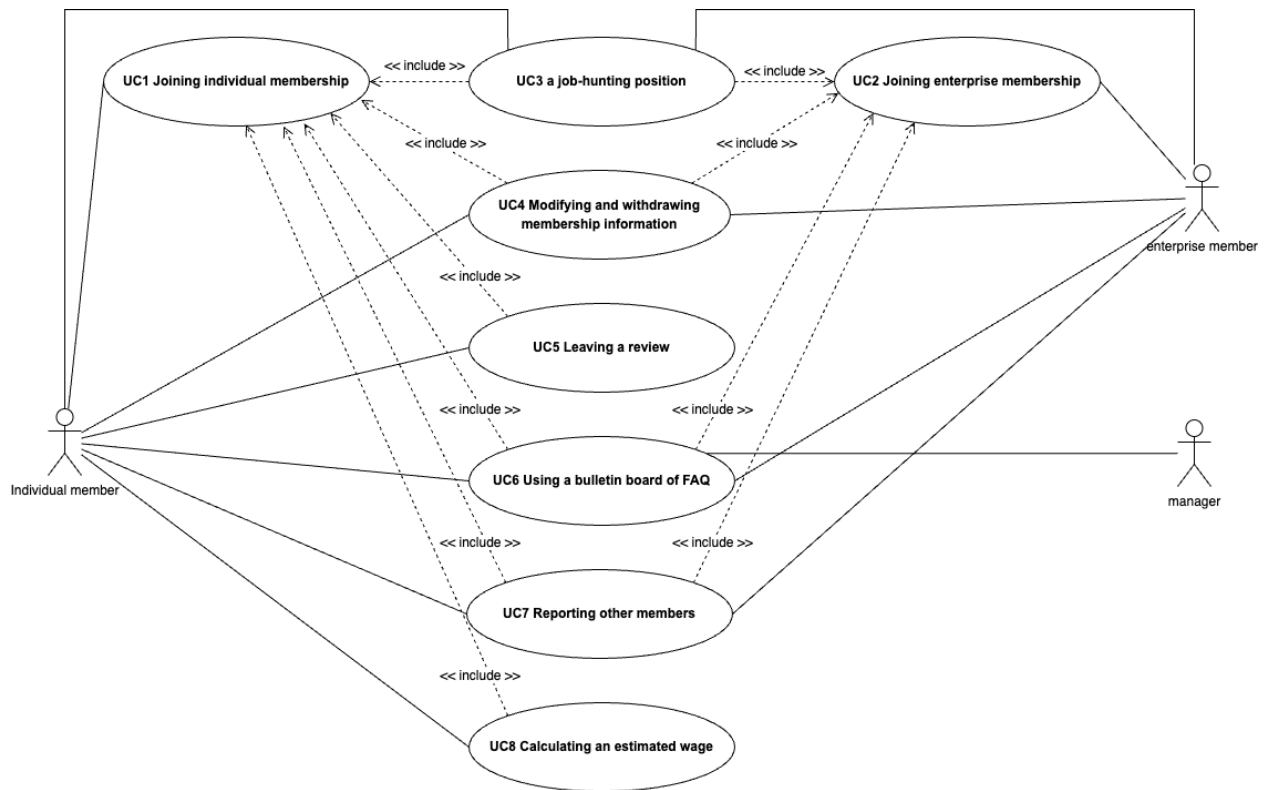 UC1 Joining individual membership
<< include >>
UC3 a job-hunting position
<< include >>
UC2 Joining enterprise membership
<< include >>
<< include >>
UC4 Modifying and withdrawing
membership information
enterprise member
<< include >>
UC5 Leaving a review
<< include >>
<< include >>
UC6 Using a bulletin board of FAQ
Individual member
manager
<< include >>
<< include >>
UC7 Reporting other members
<< include >>
UC8 Calculating an estimated wage